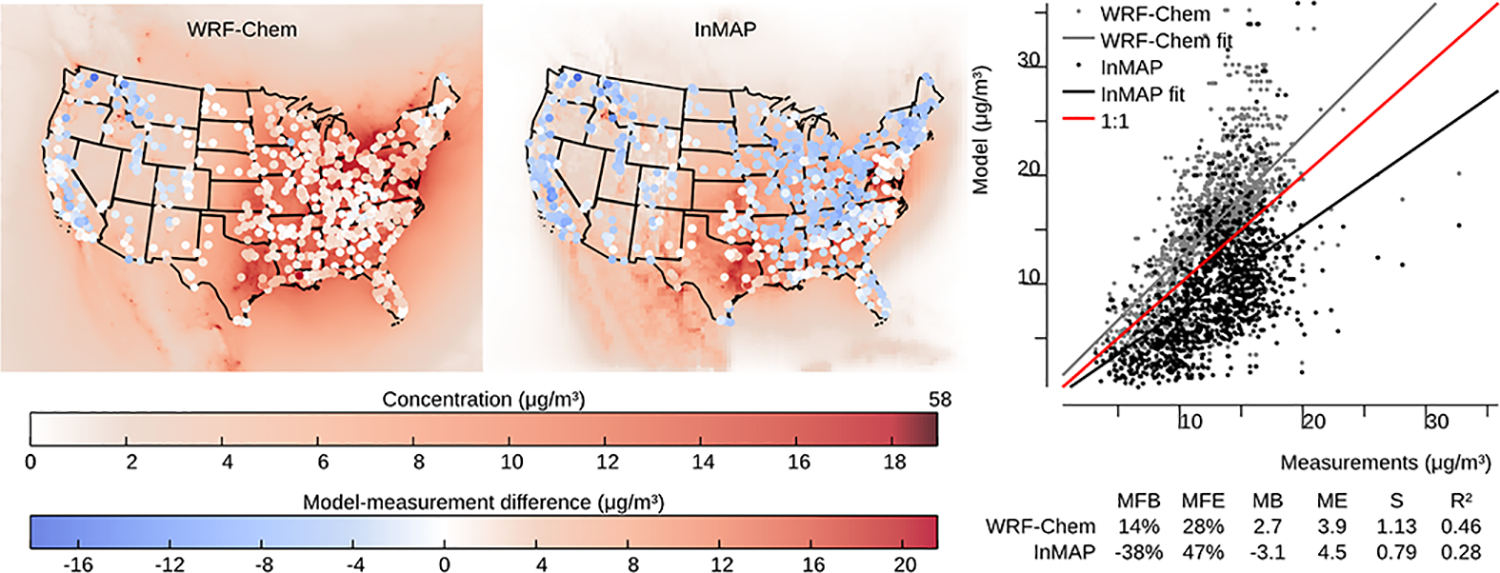 WRF-Chem
InMAP
Concentration (µg/m³)
58
0 2 4 6 8 10 12 14 16 18
Model-measurement difference (µg/m³)
-16 -12 -8 -4 0 4 8 12 16 20
WRF-Chem
WRF-Chem fit
InMAP
InMAP fit
1:1
Model (µg/m³)
30
20
10
10 20 30
Measurements (µg/m³)
MFB MFE MB ME S R²
WRF-Chem 14% 28% 2.7 3.9 1.13 0.46
InMAP -38% 47% -3.1 4.5 0.79 0.28